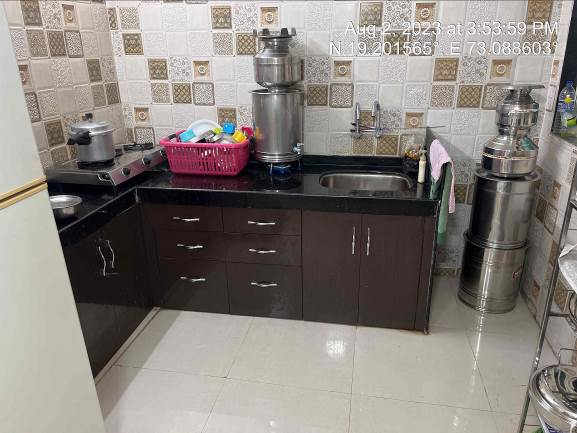 Aug 2, 2023 at 3:53:59 PM
N 19.201565°, E 73.088603°